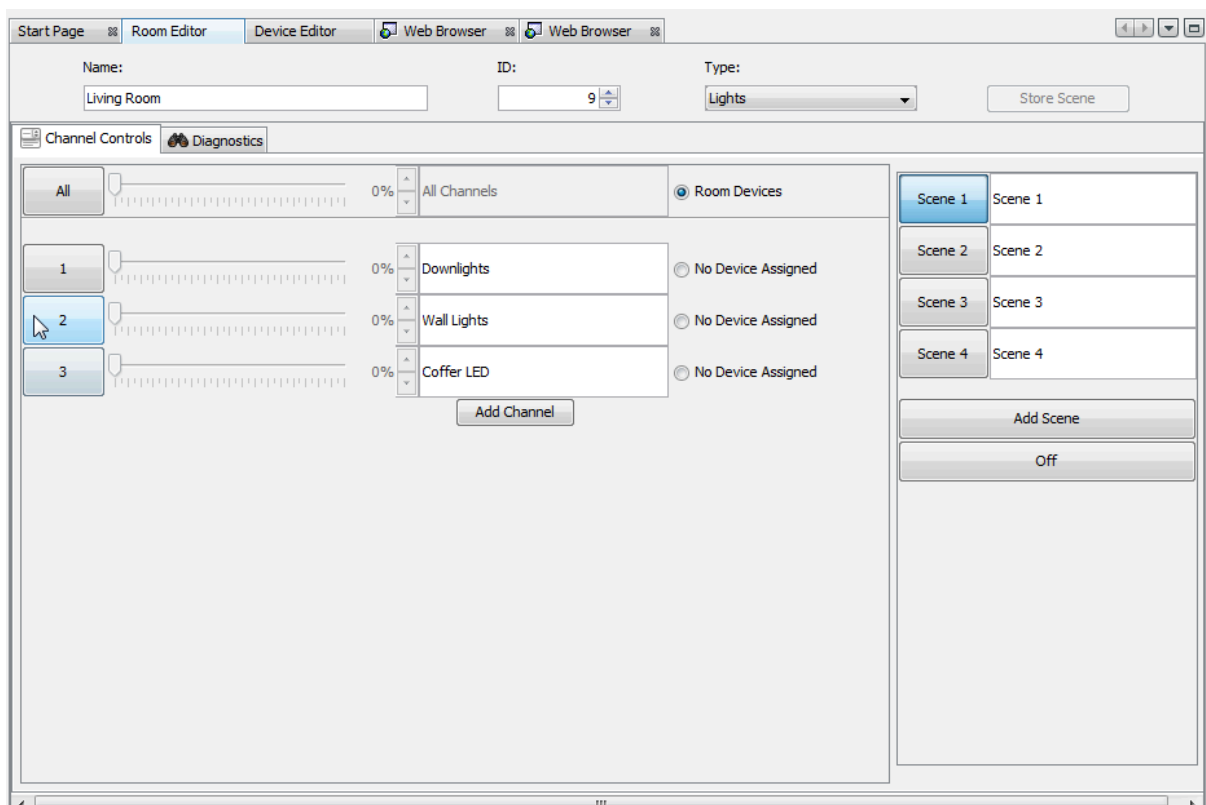 Start Page Room Editor Device Editor Web Browser Web Browser
Name: ID: Type:
Living Room 9 Lights Store Scene
Channel Controls Diagnostics
All 0% All Channels Room Devices
1 0% Downlights No Device Assigned
2 0% Wall Lights No Device Assigned
3 0% Coffer LED No Device Assigned
Add Channel
Scene 1 Scene 1
Scene 2 Scene 2
Scene 3 Scene 3
Scene 4 Scene 4
Add Scene
Off